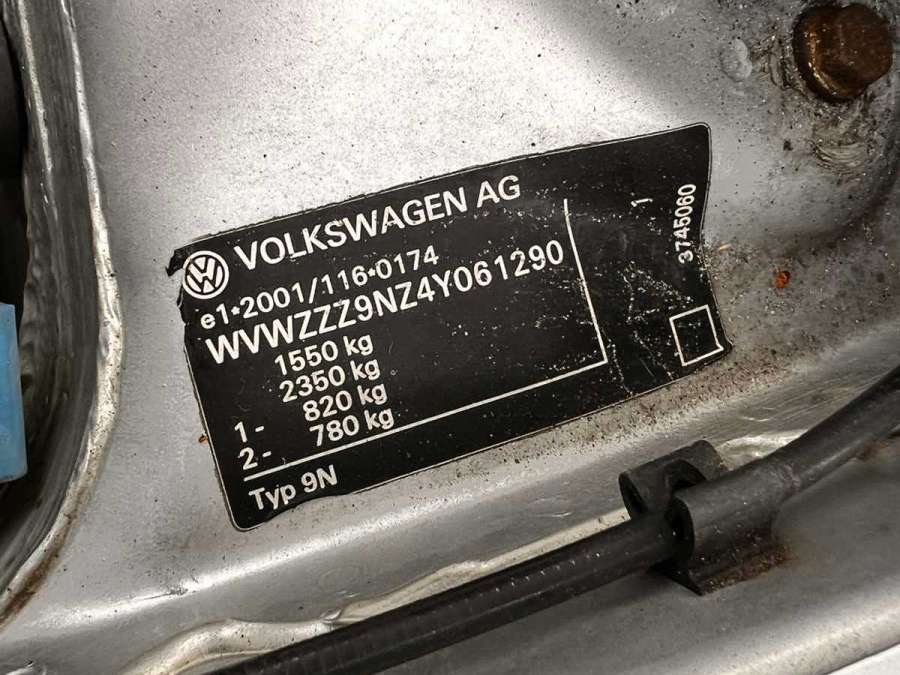 VOLKSWAGEN AG
e1*2001/116*0174
WVWZZZ9NZ4Y061290
1550 kg
2350 kg
1- 820 kg
2- 780 kg
Typ 9N
1
3745060